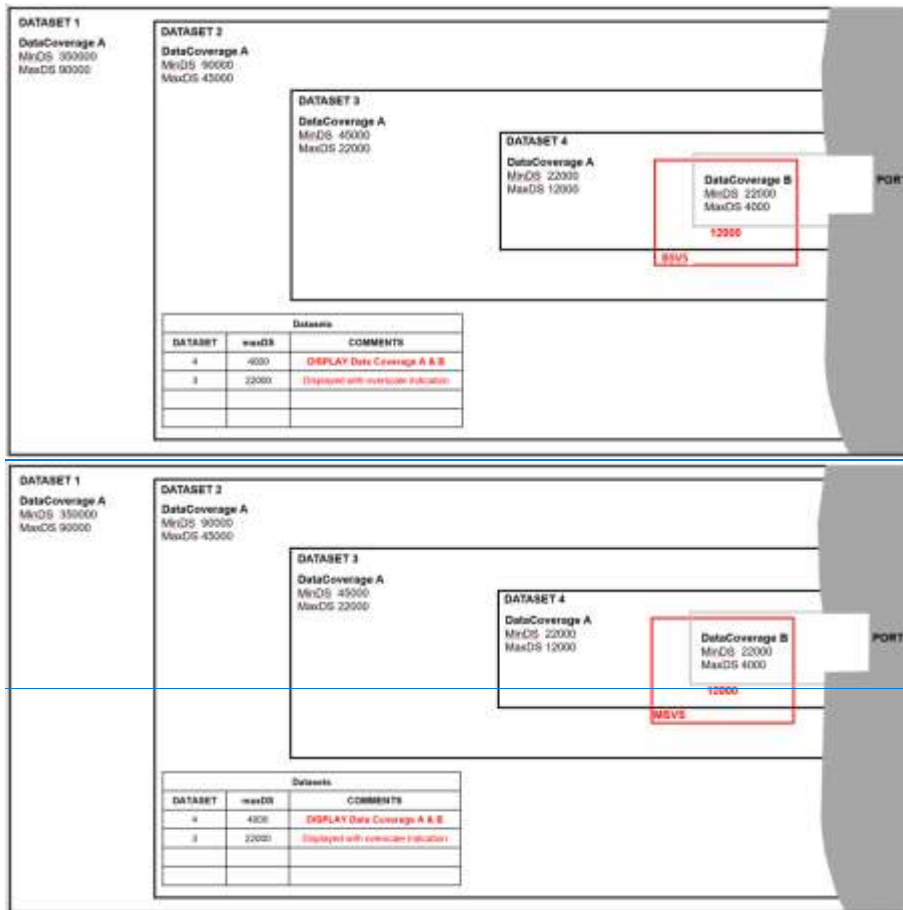 DATASET 1
DataCoverage A
MinDS 350000
MaxDS 90000
DATASET 2
DataCoverage A
MinDS 90000
MaxDS 45000
DATASET 3
DataCoverage A
MinDS 45000
MaxDS 22000
DATASET 4
DataCoverage A
MinDS 22000
MaxDS 12000
DataCoverage B
MinDS 22000
MaxDS 4000
12000
BSVS
PORT
Datasets
DATASET maxDS COMMENTS
4 4000 DISPLAY Data Coverage A & B
3 22000 Displayed with overscale indication
DATASET 1
DataCoverage A
MinDS 350000
MaxDS 90000
DATASET 2
DataCoverage A
MinDS 90000
MaxDS 45000
DATASET 3
DataCoverage A
MinDS 45000
MaxDS 22000
DATASET 4
DataCoverage A
MinDS 22000
MaxDS 12000
DataCoverage B
MinDS 22000
MaxDS 4000
12000
MSVS
PORT
Datasets
DATASET maxDS COMMENTS
4 4000 DISPLAY Data Coverage A & B
3 22000 Displayed with overscale indication